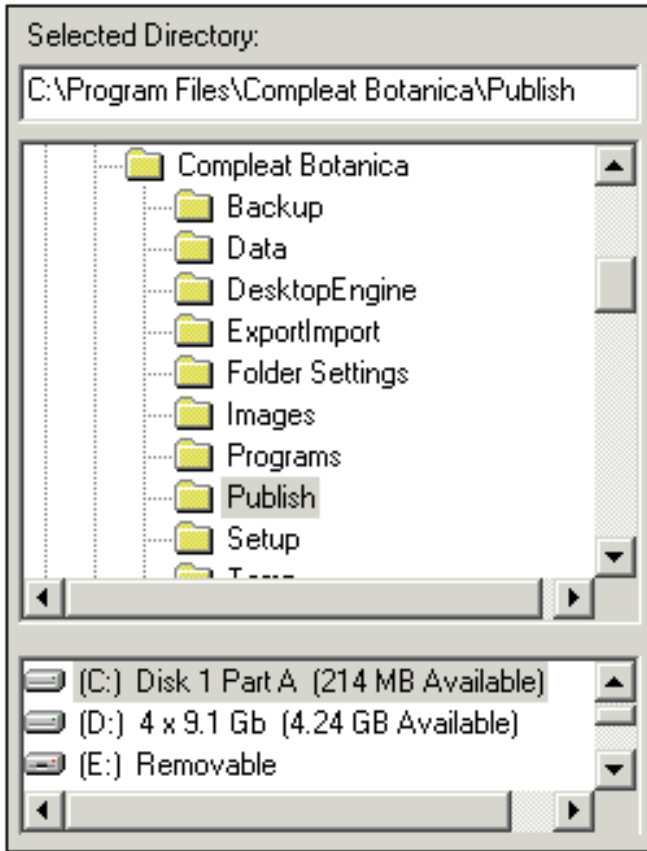 Selected Directory:
C:\Program Files\Compleat Botanica\Publish
Compleat Botanica
Backup
Data
DesktopEngine
ExportImport
Folder Settings
Images
Programs
Publish
Setup
(C:) Disk 1 Part A (214 MB Available)
(D:) 4 x 9.1 Gb (4.24 GB Available)
(E:) Removable